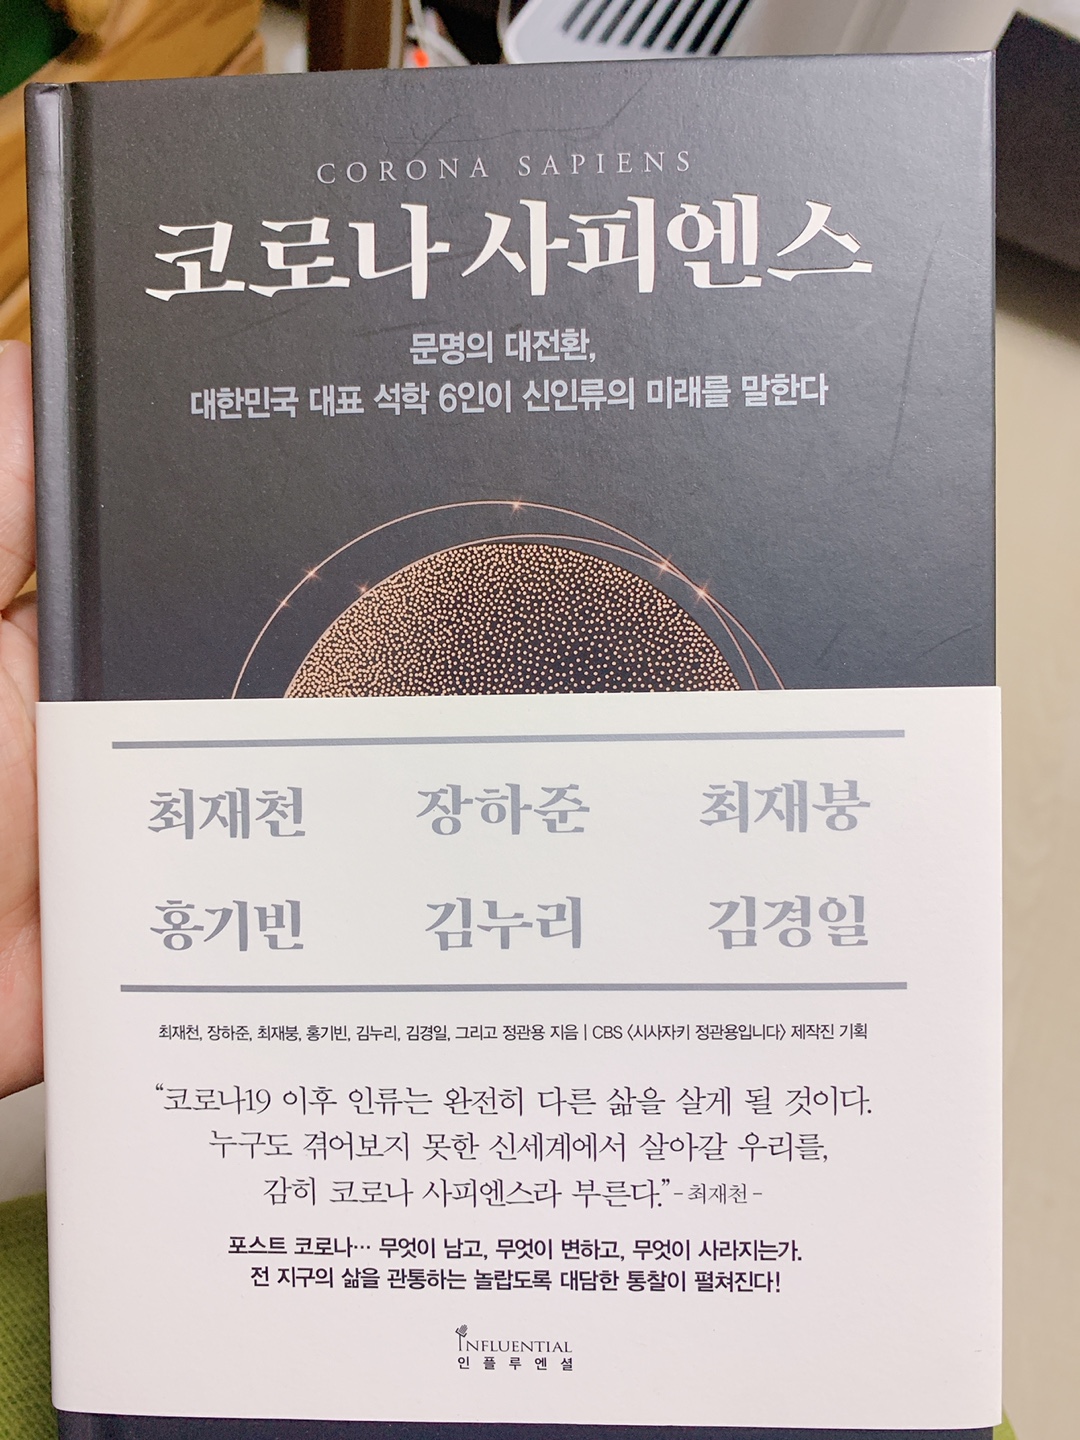 CORONA SAPIENS
코로나 사피엔스
문명의 대전환,
대한민국 대표 석학 6인이 신인류의 미래를 말한다
최재천 장하준 최재붕
홍기빈 김누리 김경일
최재천, 장하준, 최재붕, 홍기빈, 김누리, 김경일, 그리고 정관용 지음 | CBS 〈시사자키 정관용입니다〉 제작진 기획
“코로나19 이후 인류는 완전히 다른 삶을 살게 될 것이다.
누구도 겪어보지 못한 신세계에서 살아갈 우리를,
감히 코로나 사피엔스라 부른다.” - 최재천 -
포스트 코로나… 무엇이 남고, 무엇이 변하고, 무엇이 사라지는가.
전 지구의 삶을 관통하는 놀랍도록 대담한 통찰이 펼쳐진다!
INFLUENTIAL
인플루엔셜